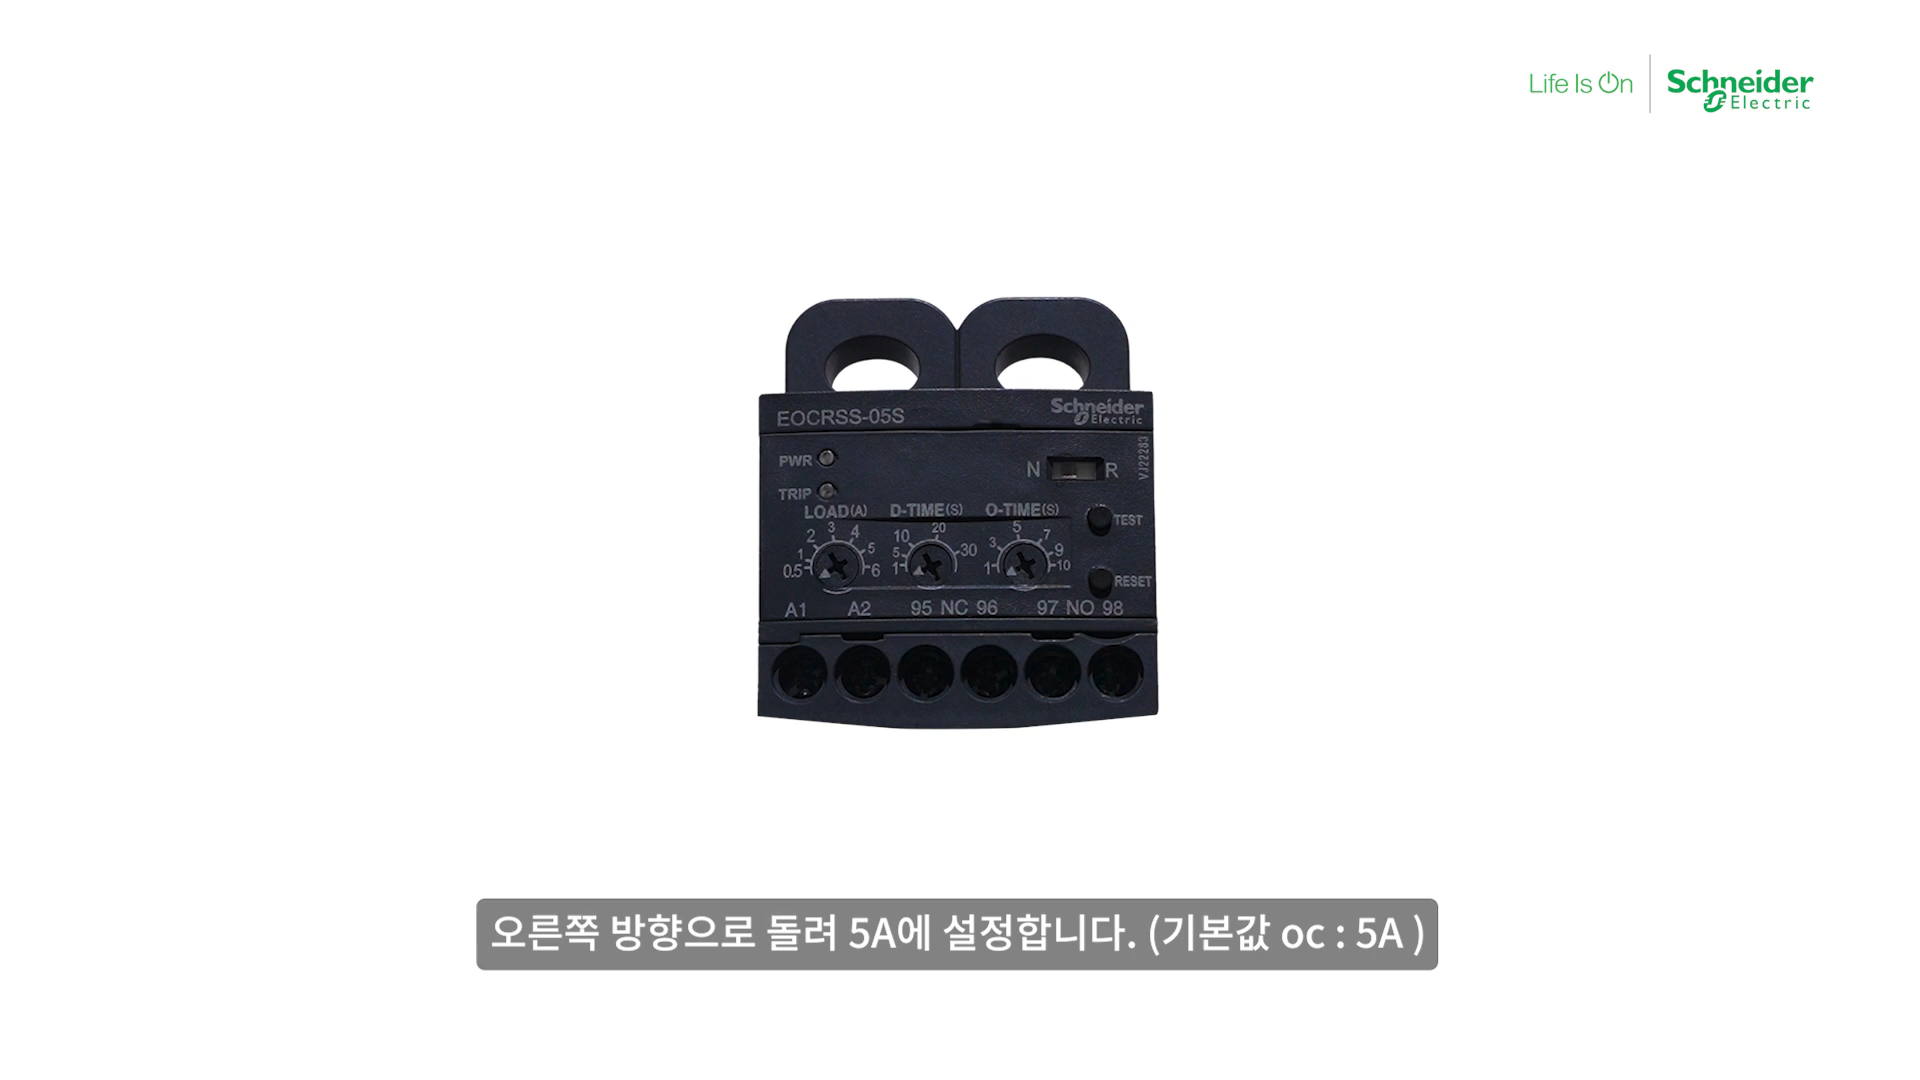 Life Is On
Schneider
Electric
EOCRSS-05S
Schneider
Electric
PWR
N R
VJ22283
TRIP
LOAD(A) D-TIME(S) O-TIME(S)
TEST
0.5 1 2 3 4 5 6
1 5 10 20 30
1 3 5 7 9 10
RESET
A1 A2 95 NC 96 97 NO 98
오른쪽 방향으로 돌려 5A에 설정합니다. (기본값 oc : 5A )